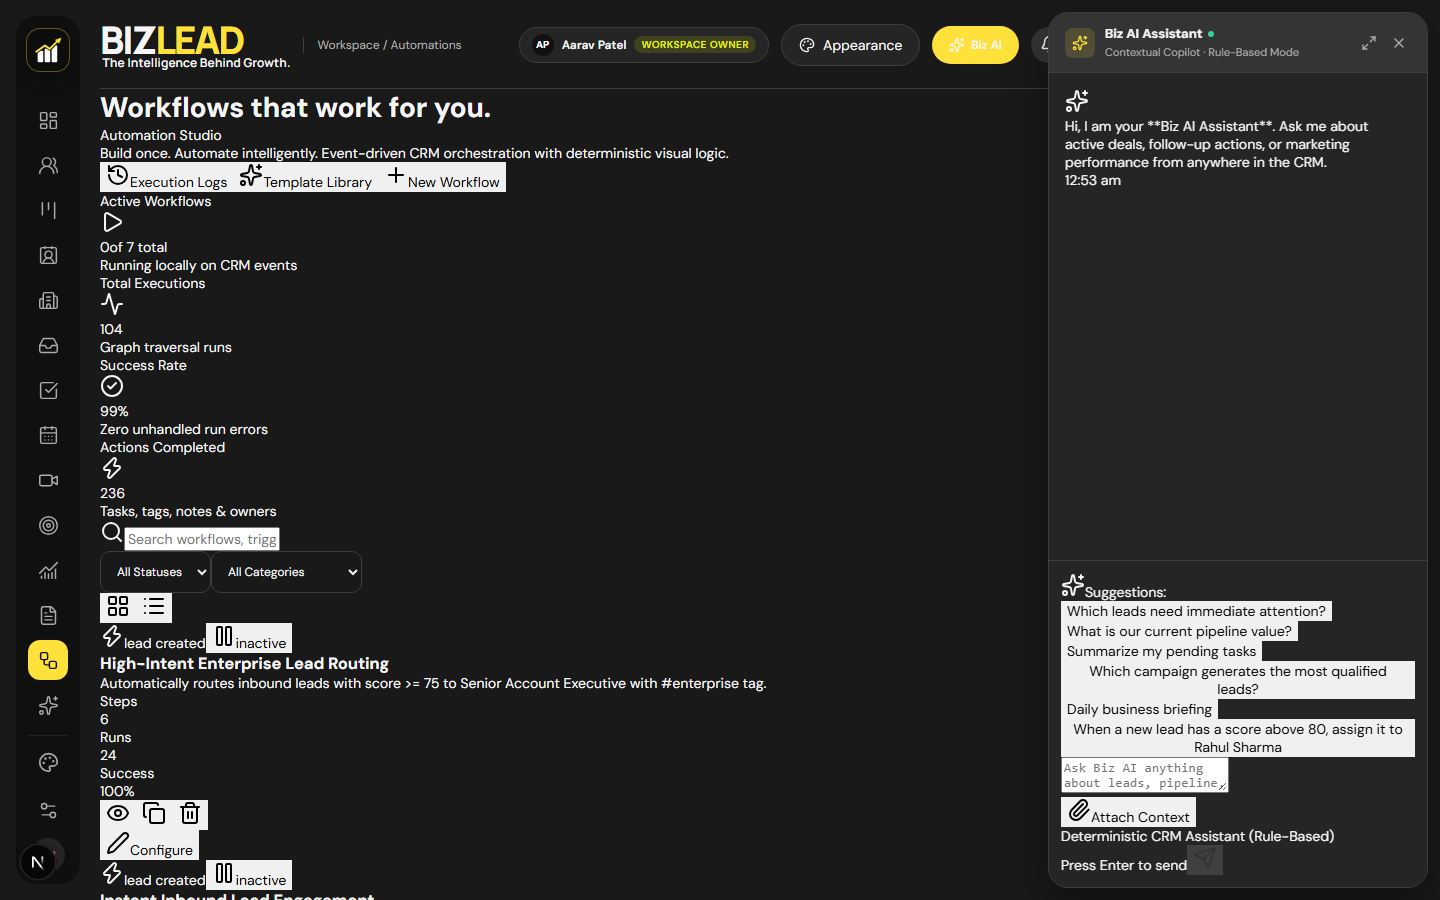 BIZLEAD
The Intelligence Behind Growth.
Workspace / Automations
AP Aarav Patel WORKSPACE OWNER
Appearance
Biz AI
Workflows that work for you.
Automation Studio
Build once. Automate intelligently. Event-driven CRM orchestration with deterministic visual logic.
Execution Logs Template Library New Workflow
Active Workflows
0of 7 total
Running locally on CRM events
Total Executions
104
Graph traversal runs
Success Rate
99%
Zero unhandled run errors
Actions Completed
236
Tasks, tags, notes & owners
Search workflows, trigg
All Statuses All Categories
lead created inactive
High-Intent Enterprise Lead Routing
Automatically routes inbound leads with score >= 75 to Senior Account Executive with #enterprise tag.
Steps
6
Runs
24
Success
100%
Configure
lead created inactive
Instant Inbound Lead Engagement
N
Biz AI Assistant
Contextual Copilot · Rule-Based Mode
Hi, I am your **Biz AI Assistant**. Ask me about
active deals, follow-up actions, or marketing
performance from anywhere in the CRM.
12:53 am
Suggestions:
Which leads need immediate attention?
What is our current pipeline value?
Summarize my pending tasks
Which campaign generates the most qualified
leads?
Daily business briefing
When a new lead has a score above 80, assign it to
Rahul Sharma
Ask Biz AI anything
about leads, pipeline,
Attach Context
Deterministic CRM Assistant (Rule-Based)
Press Enter to send